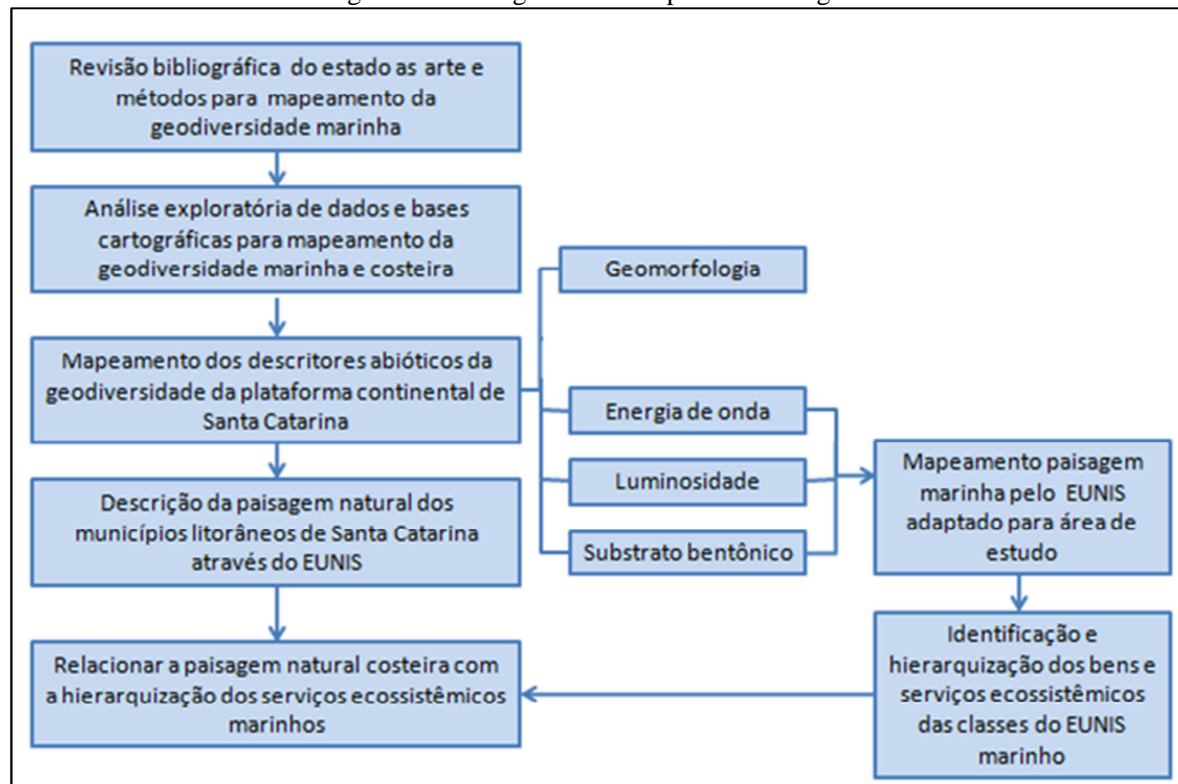 Revisão bibliográfica do estado as arte e
métodos para mapeamento da
geodiversidade marinha
Análise exploratória de dados e bases
cartográficas para mapeamento da
geodiversidade marinha e costeira
Mapeamento dos descritores abióticos da
geodiversidade da plataforma continental de
Santa Catarina
Descrição da paisagem natural dos
municípios litorâneos de Santa Catarina
através do EUNIS
Relacionar a paisagem natural costeira com
a hierarquização dos serviços ecossistêmicos
marinhos
Geomorfologia
Energia de onda
Luminosidade
Substrato bentônico
Mapeamento paisagem
marinha pelo EUNIS
adaptado para área de
estudo
Identificação e
hierarquização dos bens e
serviços ecossistêmicos
das classes do EUNIS
marinho